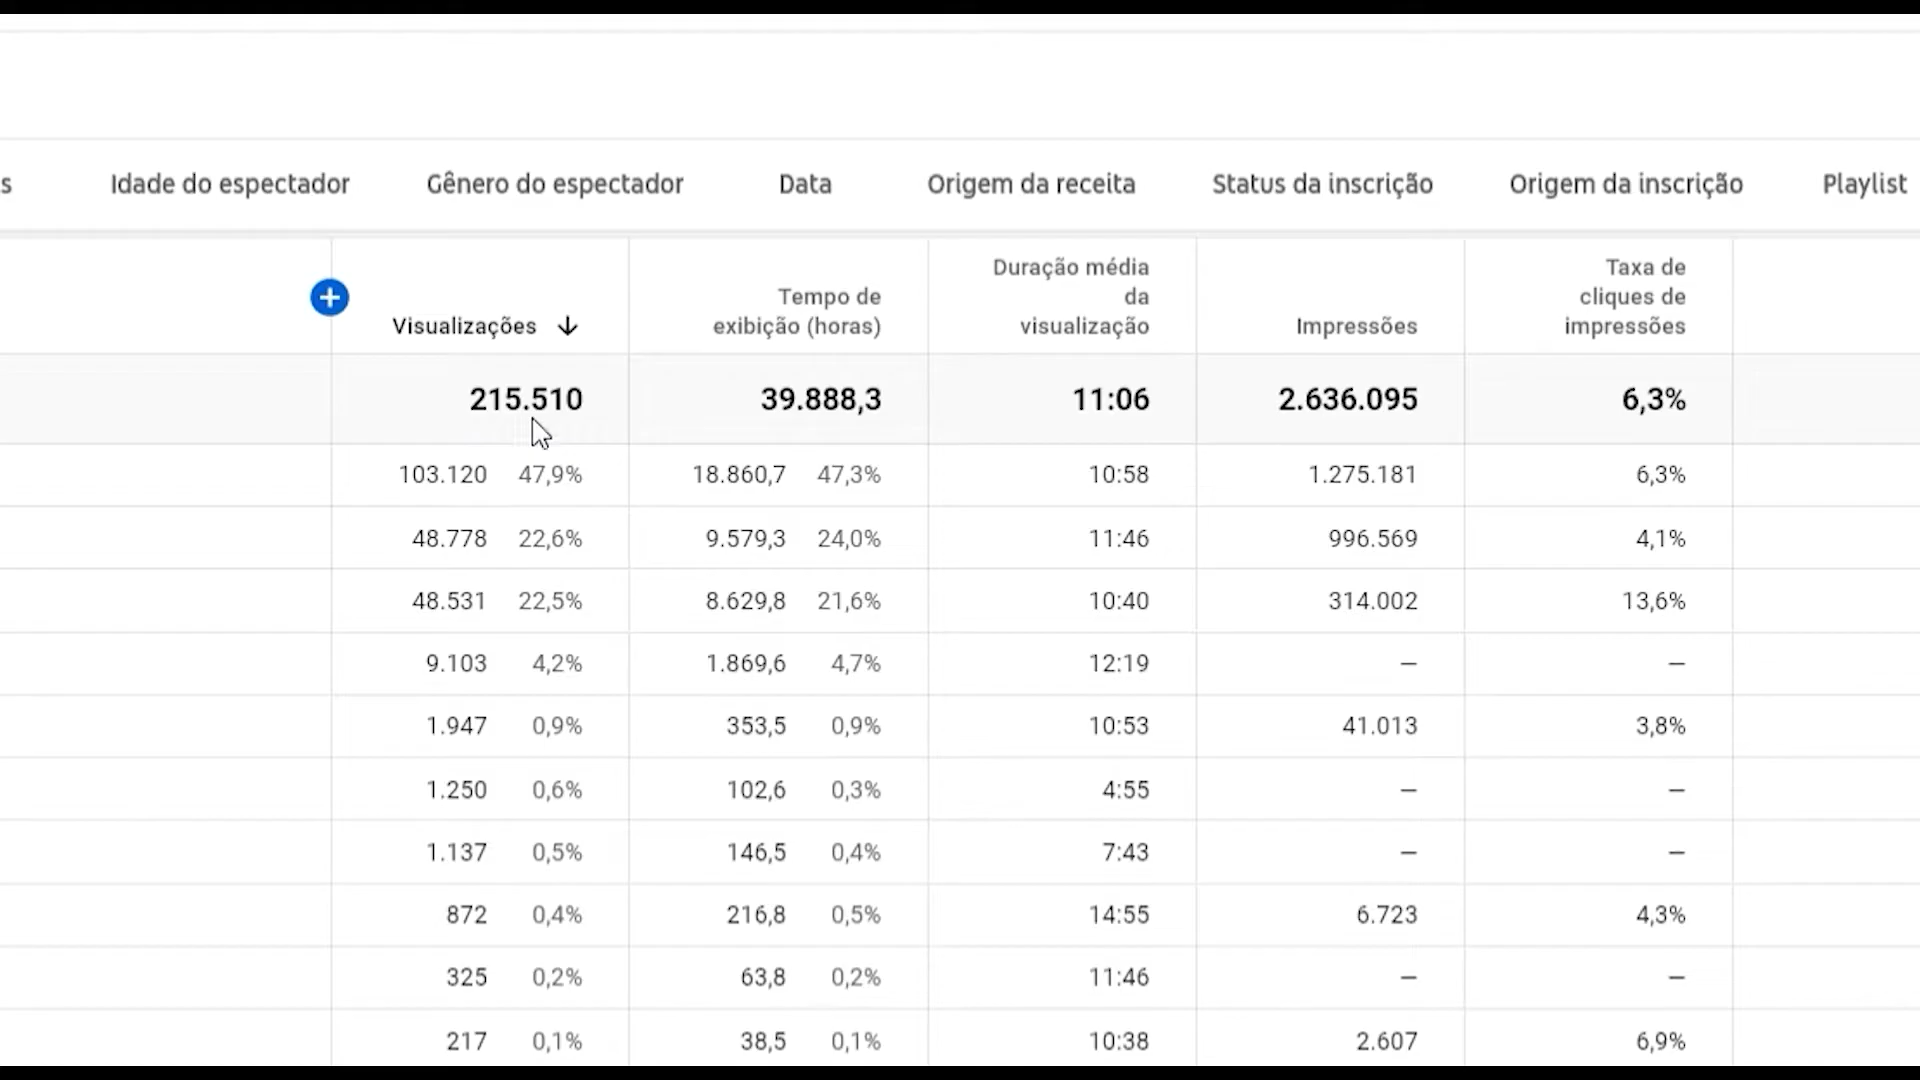 s Idade do espectador Gênero do espectador Data Origem da receita Status da inscrição Origem da inscrição Playlist
Visualizações
Tempo de
exibição (horas)
Duração média
da
visualização
Impressões
Taxa de
cliques de
impressões
215.510 39.888,3 11:06 2.636.095 6,3%
103.120 47,9% 18.860,7 47,3% 10:58 1.275.181 6,3%
48.778 22,6% 9.579,3 24,0% 11:46 996.569 4,1%
48.531 22,5% 8.629,8 21,6% 10:40 314.002 13,6%
9.103 4,2% 1.869,6 4,7% 12:19 — —
1.947 0,9% 353,5 0,9% 10:53 41.013 3,8%
1.250 0,6% 102,6 0,3% 4:55 — —
1.137 0,5% 146,5 0,4% 7:43 — —
872 0,4% 216,8 0,5% 14:55 6.723 4,3%
325 0,2% 63,8 0,2% 11:46 — —
217 0,1% 38,5 0,1% 10:38 2.607 6,9%